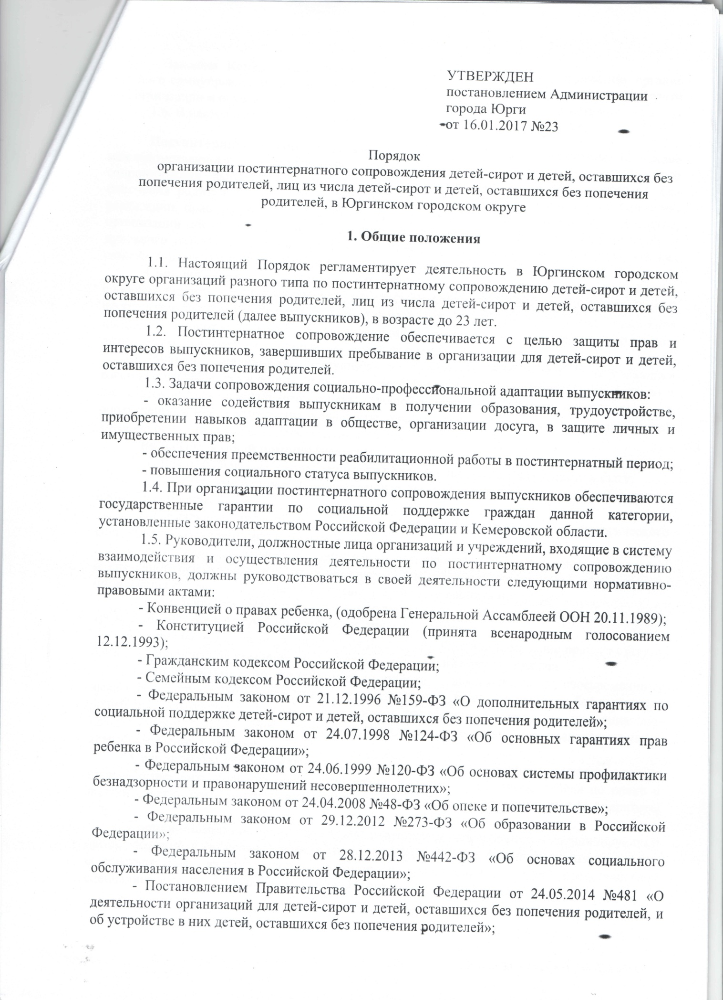 УТВЕРЖДЕН
постановлением Администрации
города Юрги
от 16.01.2017 №23
Порядок
организации постинтернатного сопровождения детей-сирот и детей, оставшихся без
попечения родителей, лиц из числа детей-сирот и детей, оставшихся без попечения
родителей, в Юргинском городском округе
1. Общие положения
1.1. Настоящий Порядок регламентирует деятельность в Юргинском городском
округе организаций разного типа по постинтернатному сопровождению детей-сирот и детей,
оставшихся без попечения родителей, лиц из числа детей-сирот и детей, оставшихся без
попечения родителей (далее выпускников), в возрасте до 23 лет.
1.2. Постинтернатное сопровождение обеспечивается с целью защиты прав и
интересов выпускников, завершивших пребывание в организации для детей-сирот и детей,
оставшихся без попечения родителей.
1.3. Задачи сопровождения социально-профессиональной адаптации выпускников:
- оказание содействия выпускникам в получении образования, трудоустройстве,
приобретении навыков адаптации в обществе, организации досуга, в защите личных и
имущественных прав;
- обеспечения преемственности реабилитационной работы в постинтернатный период;
- повышения социального статуса выпускников.
1.4. При организации постинтернатного сопровождения выпускников обеспечиваются
государственные гарантии по социальной поддержке граждан данной категории,
установленные законодательством Российской Федерации и Кемеровской области.
1.5. Руководители, должностные лица организаций и учреждений, входящие в систему
взаимодействия и осуществления деятельности по постинтернатному сопровождению
выпускников, должны руководствоваться в своей деятельности следующими нормативно-
правовыми актами:
- Конвенцией о правах ребенка, (одобрена Генеральной Ассамблеей ООН 20.11.1989);
- Конституцией Российской Федерации (принята всенародным голосованием
12.12.1993);
- Гражданским кодексом Российской Федерации;
- Семейным кодексом Российской Федерации;
- Федеральным законом от 21.12.1996 №159-ФЗ «О дополнительных гарантиях по
социальной поддержке детей-сирот и детей, оставшихся без попечения родителей»;
- Федеральным законом от 24.07.1998 №124-ФЗ «Об основных гарантиях прав
ребенка в Российской Федерации»;
- Федеральным законом от 24.06.1999 №120-ФЗ «Об основах системы профилактики
безнадзорности и правонарушений несовершеннолетних»;
- Федеральным законом от 24.04.2008 №48-ФЗ «Об опеке и попечительстве»;
- Федеральным законом от 29.12.2012 №273-ФЗ «Об образовании в Российской
Федерации»;
- Федеральным законом от 28.12.2013 №442-ФЗ «Об основах социального
обслуживания населения в Российской Федерации»;
- Постановлением Правительства Российской Федерации от 24.05.2014 №481 «О
деятельности организаций для детей-сирот и детей, оставшихся без попечения родителей, и
об устройстве в них детей, оставшихся без попечения родителей»;